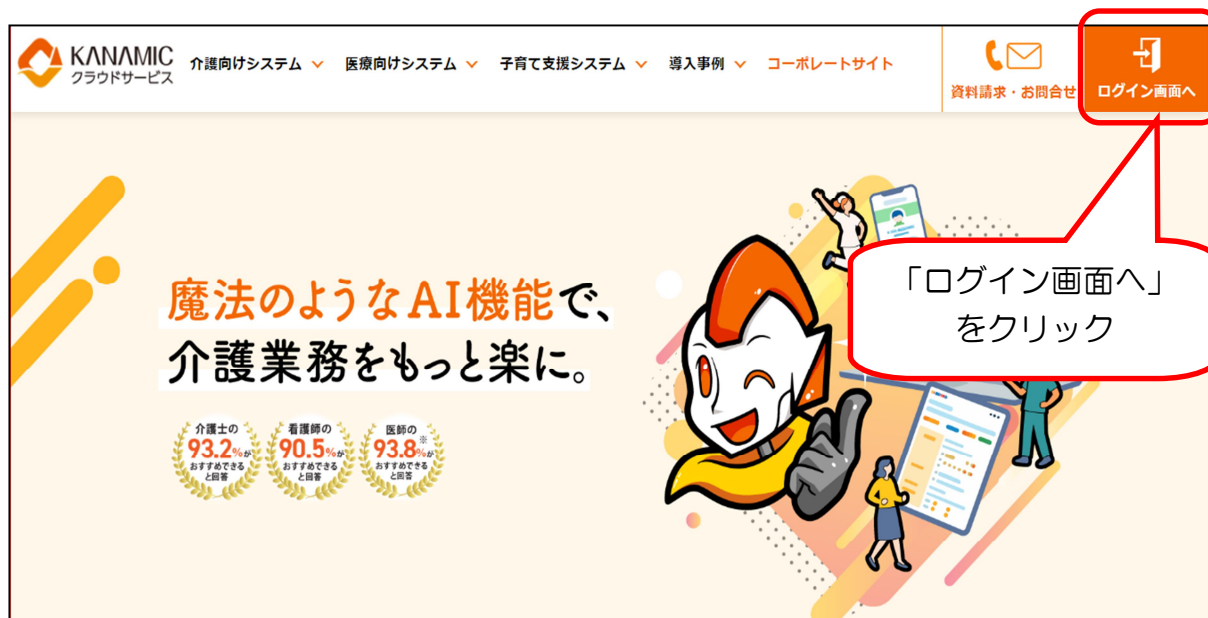 KANAMIC
クラウドサービス
介護向けシステム
医療向けシステム
子育て支援システム
導入事例
コーポレートサイト
資料請求・お問合せ
ログイン画面へ
「ログイン画面へ」
をクリック
魔法のようなAI機能で、
介護業務をもっと楽に。
介護士の
93.2%が
おすすめできる
と回答
看護師の
90.5%が
おすすめできる
と回答
医師の
93.8%が※
おすすめできる
と回答